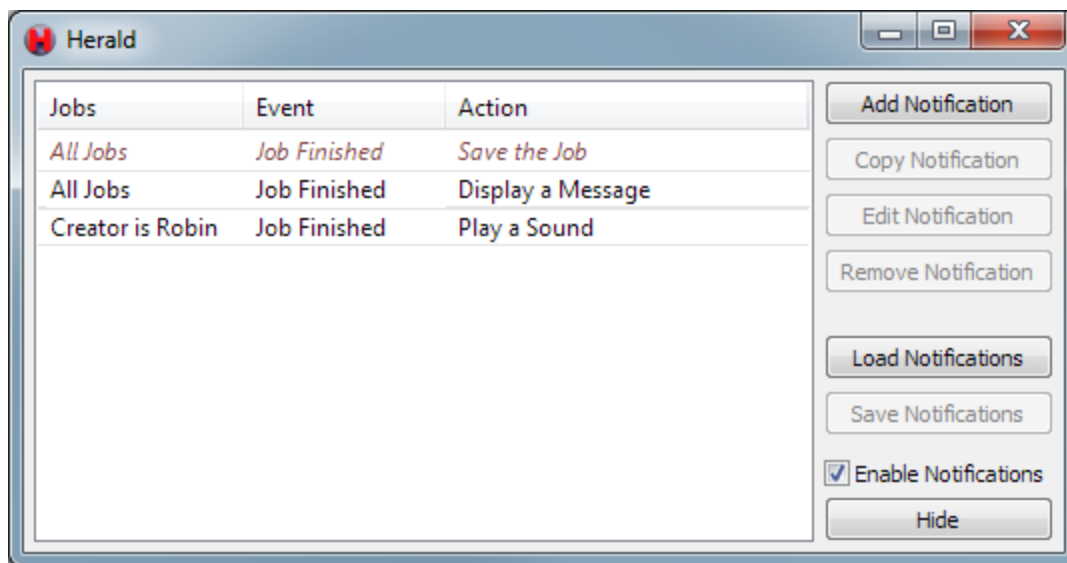 Herald
Jobs Event Action
All Jobs Job Finished Save the Job
All Jobs Job Finished Display a Message
Creator is Robin Job Finished Play a Sound
Add Notification
Copy Notification
Edit Notification
Remove Notification
Load Notifications
Save Notifications
Enable Notifications
Hide